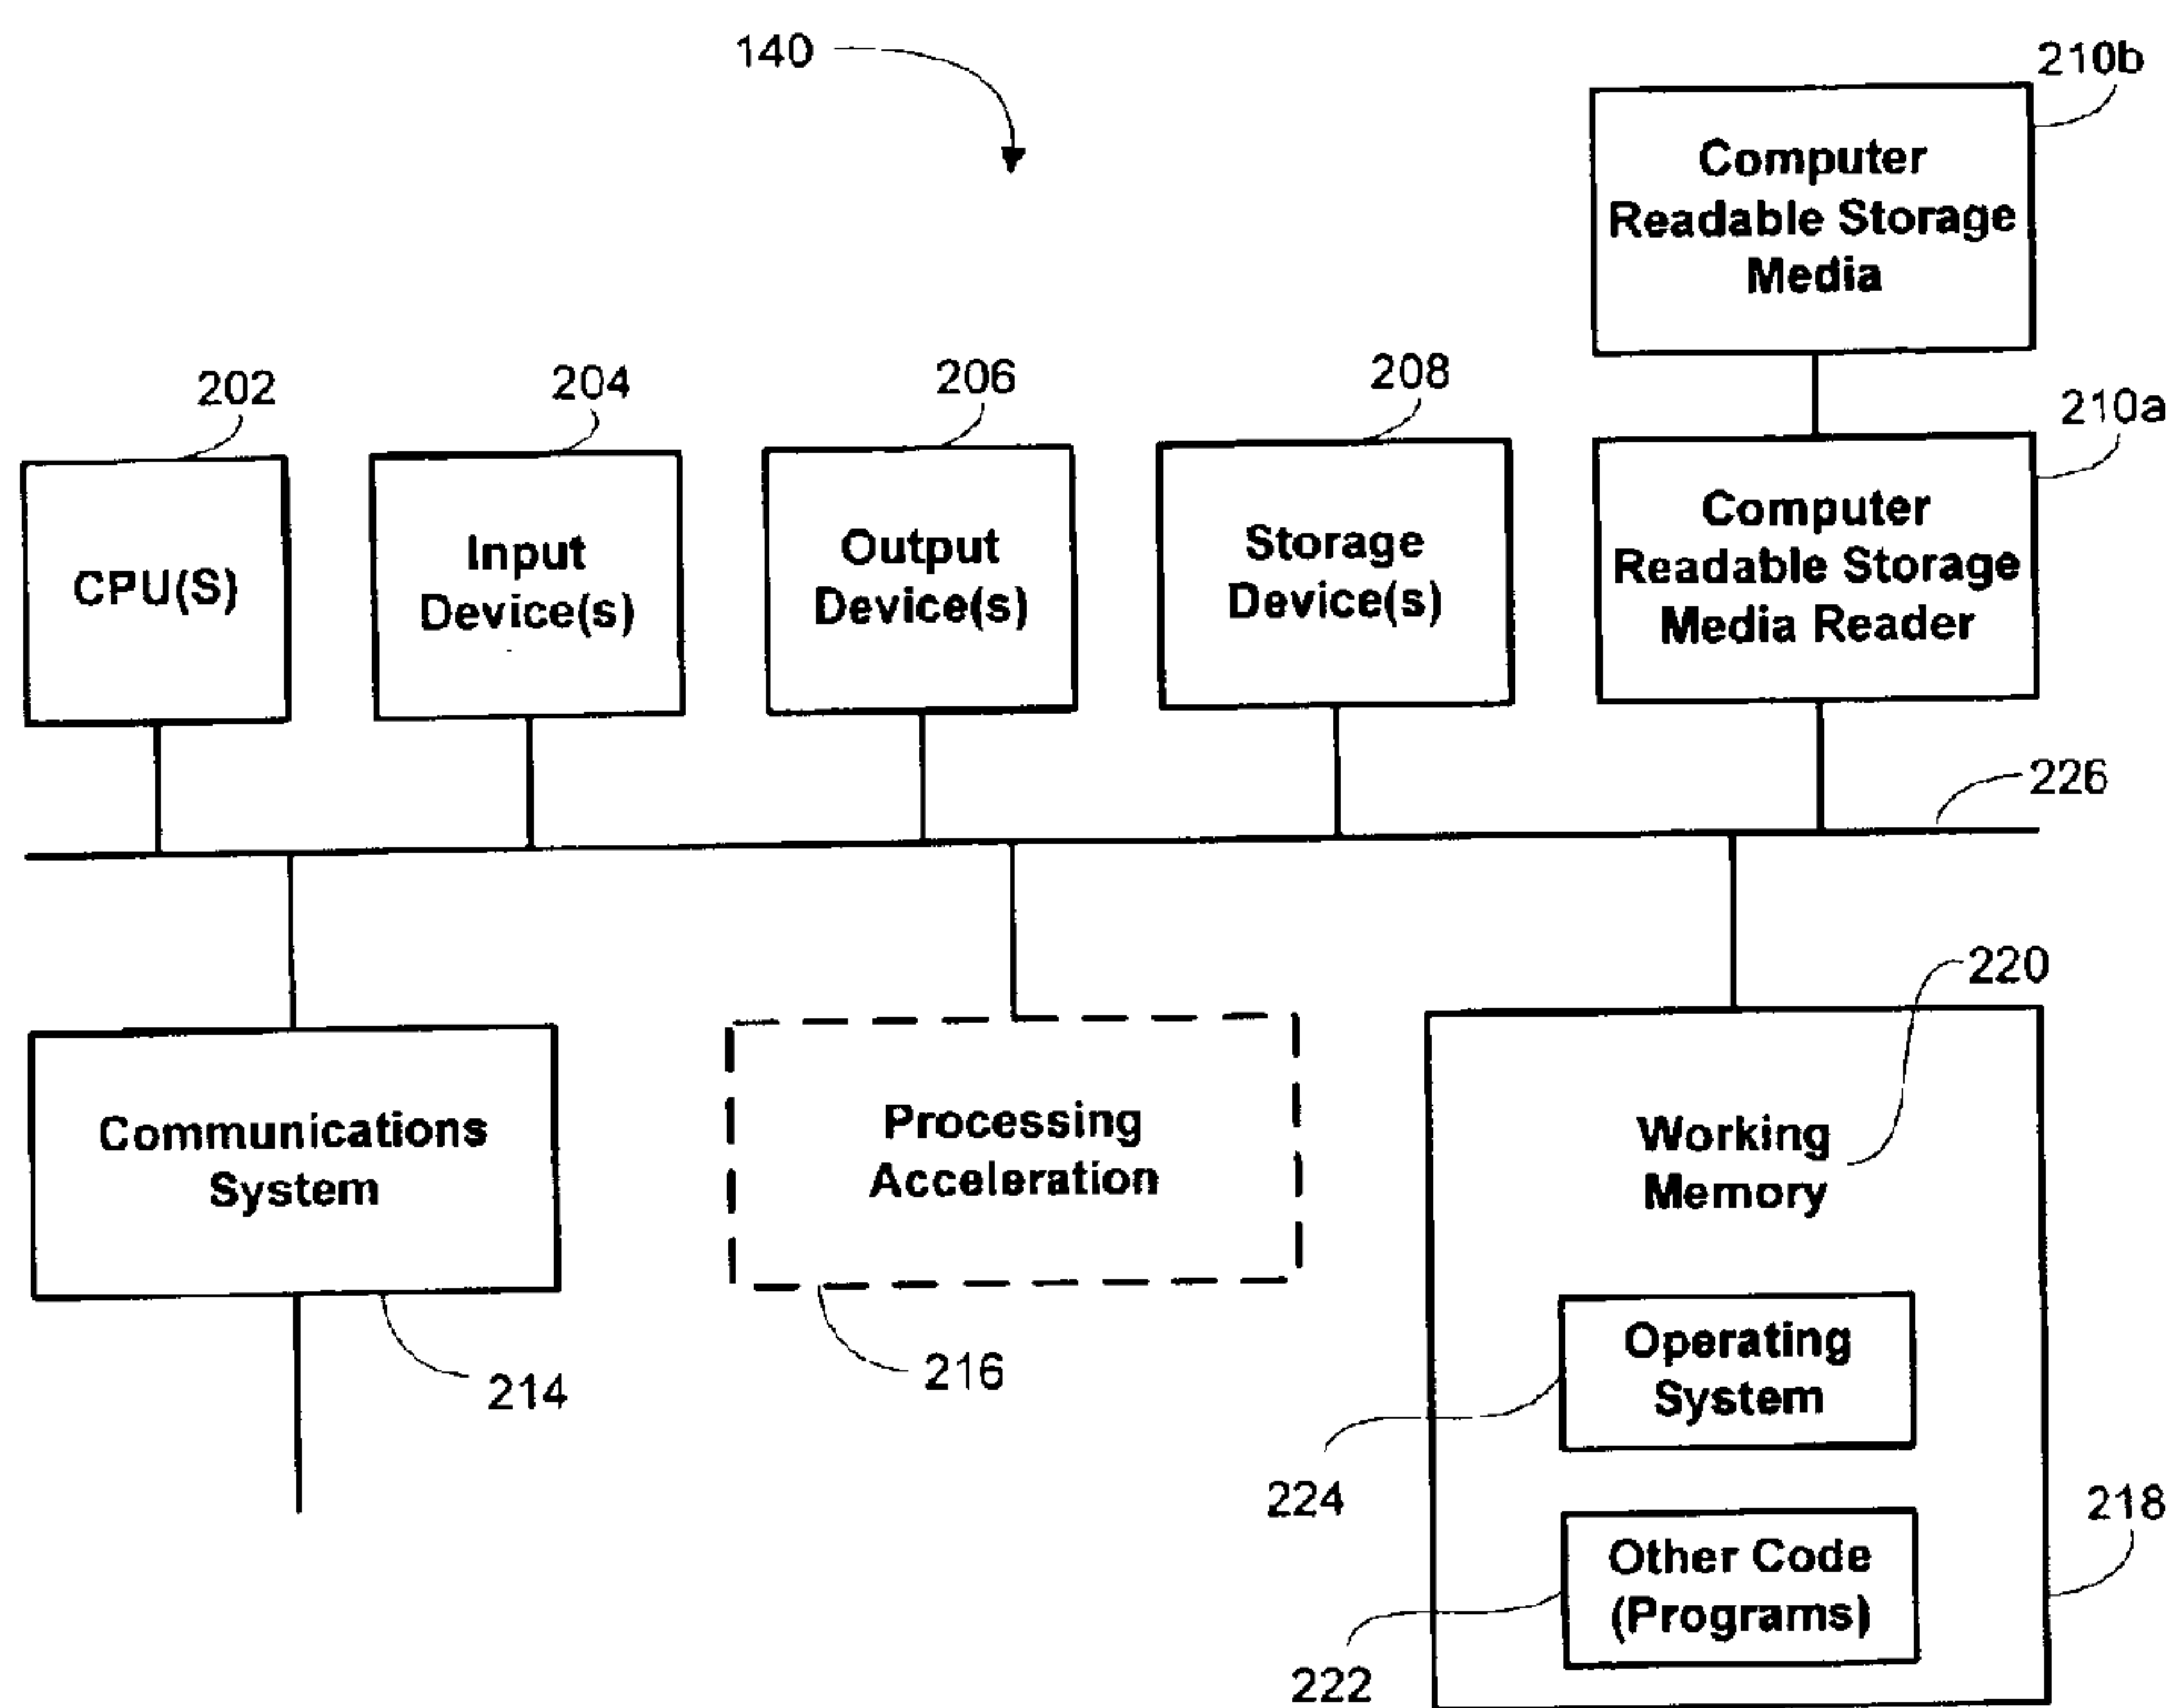 140
210b
Computer
Readable Storage
Media
202
204
206
208
210a
CPU(S)
Input
Device(s)
Output
Device(s)
Storage
Device(s)
Computer
Readable Storage
Media Reader
226
220
Communications
System
Processing
Acceleration
Working
Memory
214
216
Operating
System
224
218
Other Code
(Programs)
222